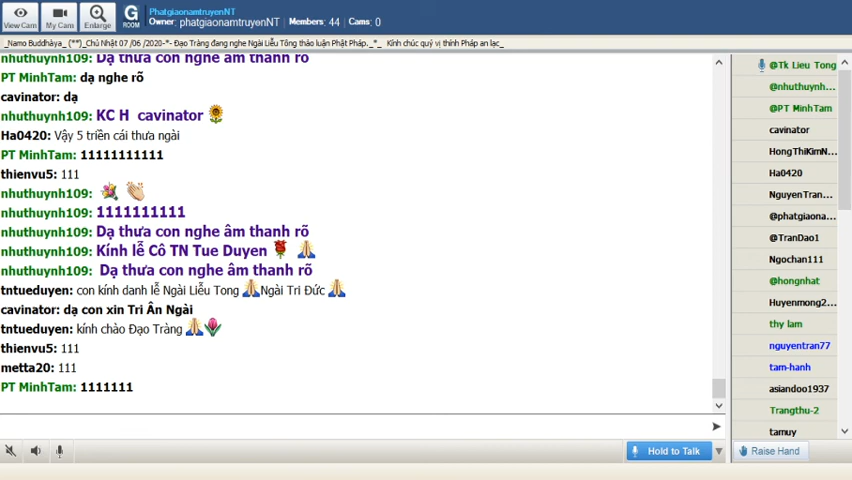 View Cam
My Cam
Enlarge
G
ROOM
PhatgiaonamtruyenNT
Owner: phatgiaonamtruyenNT Members: 44 Cams: 0
_Namo Buddhàya_ (**)_Chủ Nhật 07 /06 /2020-*- Đạo Tràng đang nghe Ngài Liễu Tông thảo luận Phật Pháp._*_ Kính chúc quý vị thính Pháp an lạc_
nhuthuynh109: Dạ thưa con nghe âm thanh rõ
PT MinhTam: dạ nghe rõ
cavinator: dạ
nhuthuynh109: KC H cavinator
Ha0420: Vậy 5 triền cái thưa ngài
PT MinhTam: 11111111111
thienvu5: 111
nhuthuynh109:
nhuthuynh109: 1111111111
nhuthuynh109: Dạ thưa con nghe âm thanh rõ
nhuthuynh109: Kính lễ Cô TN Tue Duyen
nhuthuynh109: Dạ thưa con nghe âm thanh rõ
tntueduyen: con kính danh lễ Ngài Liễu Tong Ngài Tri Đức
cavinator: dạ con xin Tri Ân Ngài
tntueduyen: kính chào Đạo Tràng
thienvu5: 111
metta20: 111
PT MinhTam: 1111111
@Tk Lieu Tong
@nhuthuynh...
@PT MinhTam
cavinator
HongThiKimN...
Ha0420
NguyenTran...
@phatgiaona...
@TranDao1
Ngochan111
@hongnhat
Huyenmong2...
thy lam
nguyentran77
tam-hanh
asiandoo1937
Trangthu-2
tamuy
Hold to Talk
Raise Hand